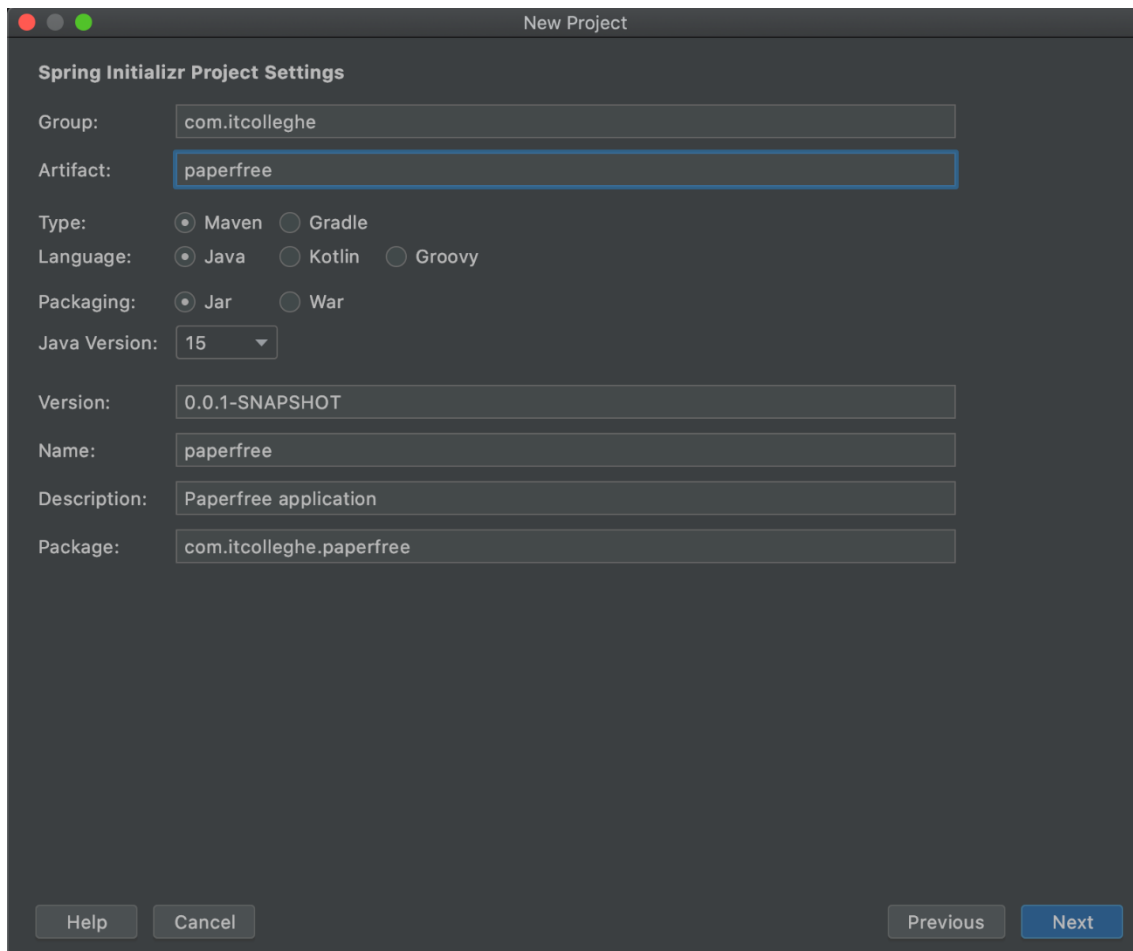 New Project
Spring Initializr Project Settings
Group: com.itcolleghe
Artifact: paperfree
Type: Maven Gradle
Language: Java Kotlin Groovy
Packaging: Jar War
Java Version: 15
Version: 0.0.1-SNAPSHOT
Name: paperfree
Description: Paperfree application
Package: com.itcolleghe.paperfree
Help Cancel Previous Next